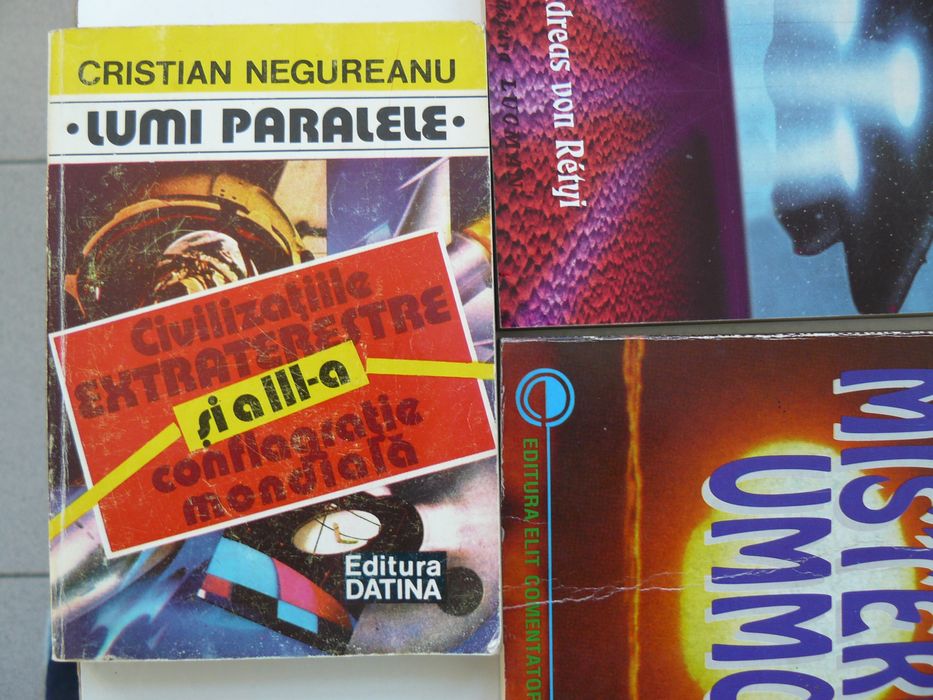 CRISTIAN NEGUREANU
• LUMI PARALELE •
Civilizațiile
EXTRATERESTRE
și a III-a
conflagrație
mondială
Editura
DATINA
dreas von Rétyi
EDITURA ELIT COMENTATOR
MISTER
UMMO